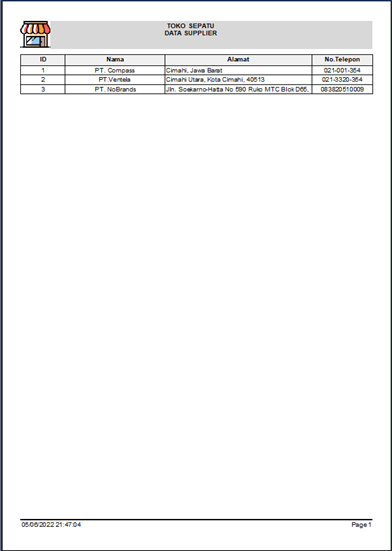 TOKO SEPATU
DATA SUPPLIER
ID Nama Alamat No.Telepon
1 PT. Compass Cimahi, Jawa Barat 021-001-354
2 PT.Ventela Cimahi Utara, Kota Cimahi, 40513 021-3320-354
3 PT. NoBrands Jln. Soekarno-Hatta No 590 Ruko MTC Blok D55, 083820510009
05/06/2022 21:47:04 Page 1